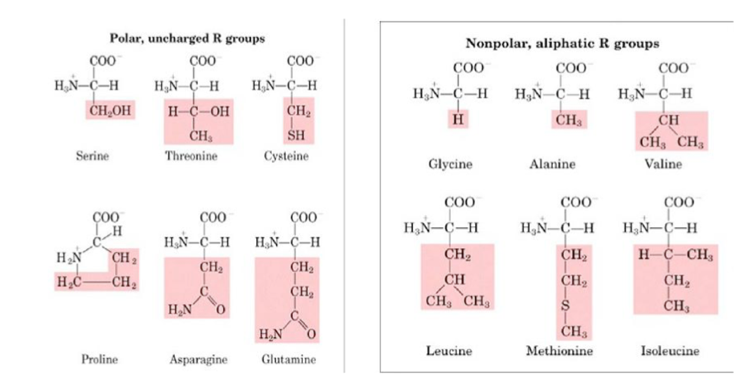 Polar, uncharged R groups
COO⁻ COO⁻ COO⁻
H₃N⁺–C–H H₃N⁺–C–H H₃N⁺–C–H
CH₂OH H–C–OH CH₂
CH₃ SH
Serine Threonine Cysteine
COO⁻ COO⁻ COO⁻
C H H₃N⁺–C–H H₃N⁺–C–H
H₂N⁺ CH₂ CH₂ CH₂
H₂C CH₂ C CH₂
H₂N O C
H₂N O
Proline Asparagine Glutamine
Nonpolar, aliphatic R groups
COO⁻ COO⁻ COO⁻
H₃N⁺–C–H H₃N⁺–C–H H₃N⁺–C–H
H CH₃ CH
CH₃ CH₃
Glycine Alanine Valine
COO⁻ COO⁻ COO⁻
H₃N⁺–C–H H₃N⁺–C–H H₃N⁺–C–H
CH₂ CH₂ H–C–CH₃
CH CH₂ CH₂
CH₃ CH₃ S CH₃
CH₃
Leucine Methionine Isoleucine